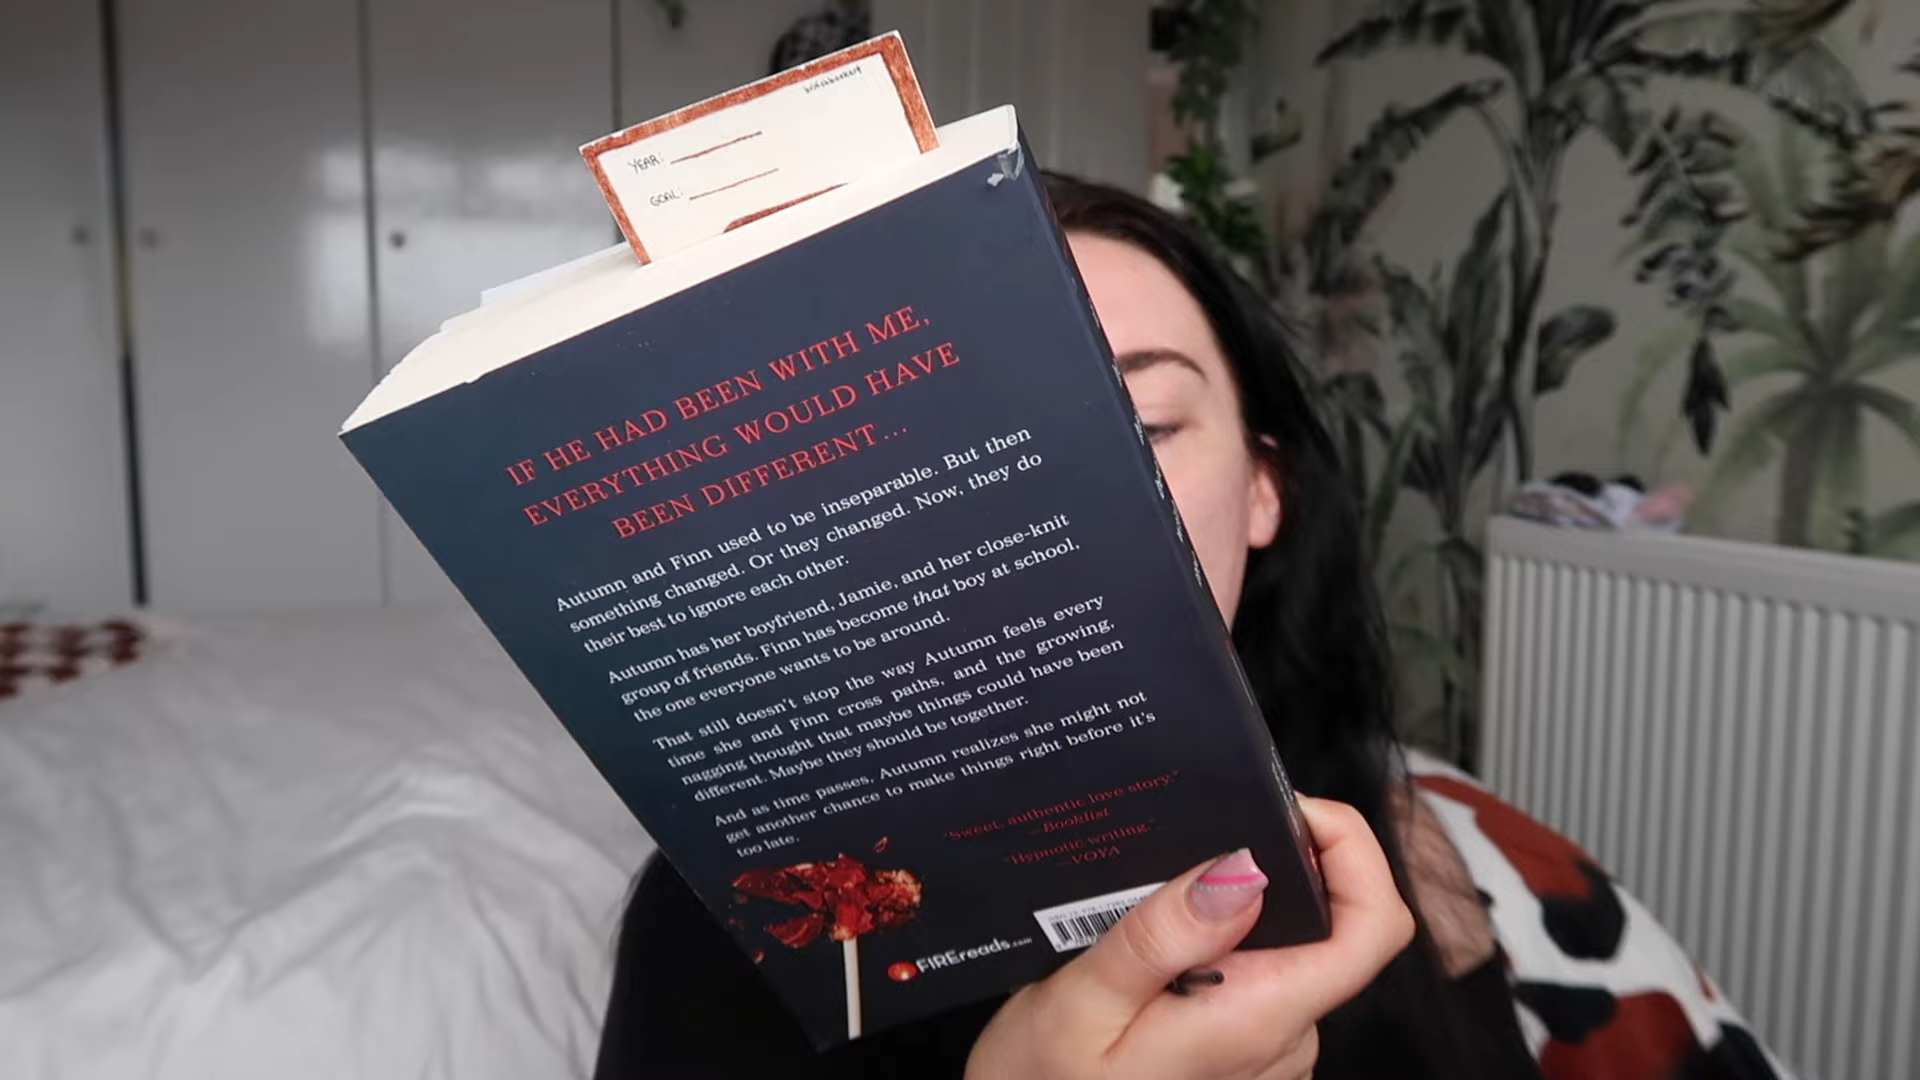 YEAR:
GOAL:
IF HE HAD BEEN WITH ME,
EVERYTHING WOULD HAVE
BEEN DIFFERENT...
Autumn and Finn used to be inseparable. But then
something changed. Or they changed. Now, they do
their best to ignore each other.
Autumn has her boyfriend, Jamie, and her close-knit
group of friends. Finn has become that boy at school,
the one everyone wants to be around.
That still doesn't stop the way Autumn feels every
time she and Finn cross paths, and the growing,
nagging thought that maybe things could have been
different. Maybe they should be together.
And as time passes, Autumn realizes she might not
get another chance to make things right before it's
too late.
"Sweet, authentic love story."
—Booklist
"Hypnotic writing."
—VOYA
FIREreads.com